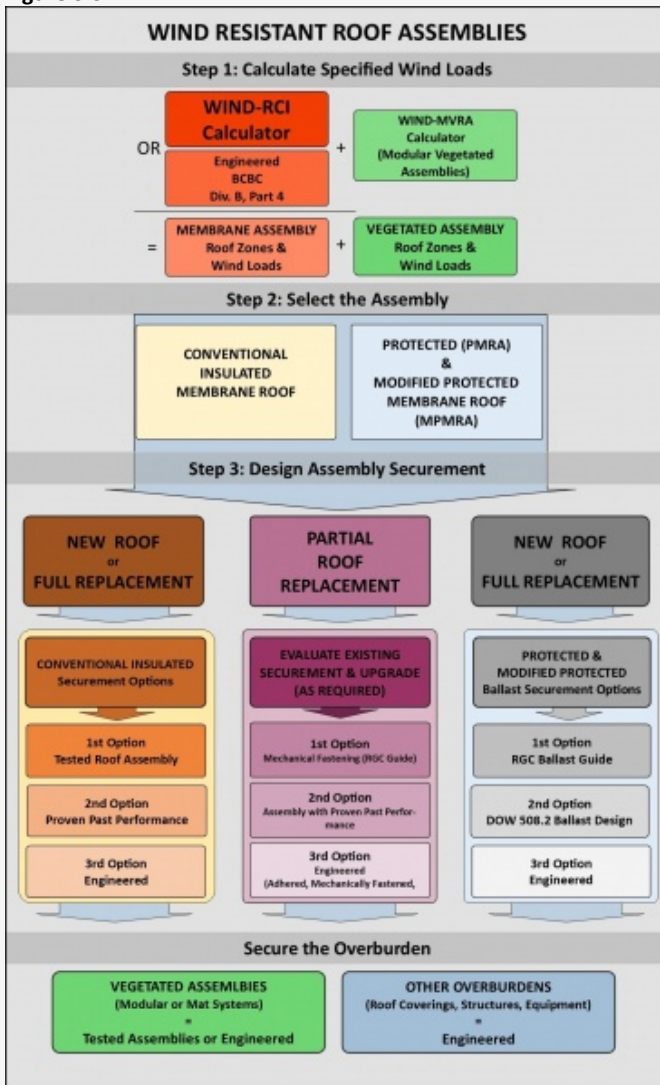 WIND RESISTANT ROOF ASSEMBLIES
Step 1: Calculate Specified Wind Loads
OR
WIND-RCI
Calculator
Engineered
BCBC
Div. B, Part 4
+
WIND-MVRA
Calculator
(Modular Vegetated
Assemblies)
=
MEMBRANE ASSEMBLY
Roof Zones &
Wind Loads
+
VEGETATED ASSEMBLY
Roof Zones &
Wind Loads
Step 2: Select the Assembly
CONVENTIONAL
INSULATED
MEMBRANE ROOF
PROTECTED (PMRA)
&
MODIFIED PROTECTED
MEMBRANE ROOF
(MPMRA)
Step 3: Design Assembly Securement
NEW ROOF
or
FULL REPLACEMENT
CONVENTIONAL INSULATED
Securement Options
1st Option
Tested Roof Assembly
2nd Option
Proven Past Performance
3rd Option
Engineered
PARTIAL
ROOF
REPLACEMENT
EVALUATE EXISTING
SECUREMENT & UPGRADE
(AS REQUIRED)
1st Option
Mechanical Fastening (RGC Guide)
2nd Option
Assembly with Proven Past Perfor-
mance
3rd Option
Engineered
(Adhered, Mechanically Fastened,
NEW ROOF
or
FULL REPLACEMENT
PROTECTED &
MODIFIED PROTECTED
Ballast Securement Options
1st Option
RGC Ballast Guide
2nd Option
DOW 508.2 Ballast Design
3rd Option
Engineered
Secure the Overburden
VEGETATED ASSEMLBIES
(Modular or Mat Systems)
=
Tested Assemblies or Engineered
OTHER OVERBURDENS
(Roof Coverings, Structures, Equipment)
=
Engineered